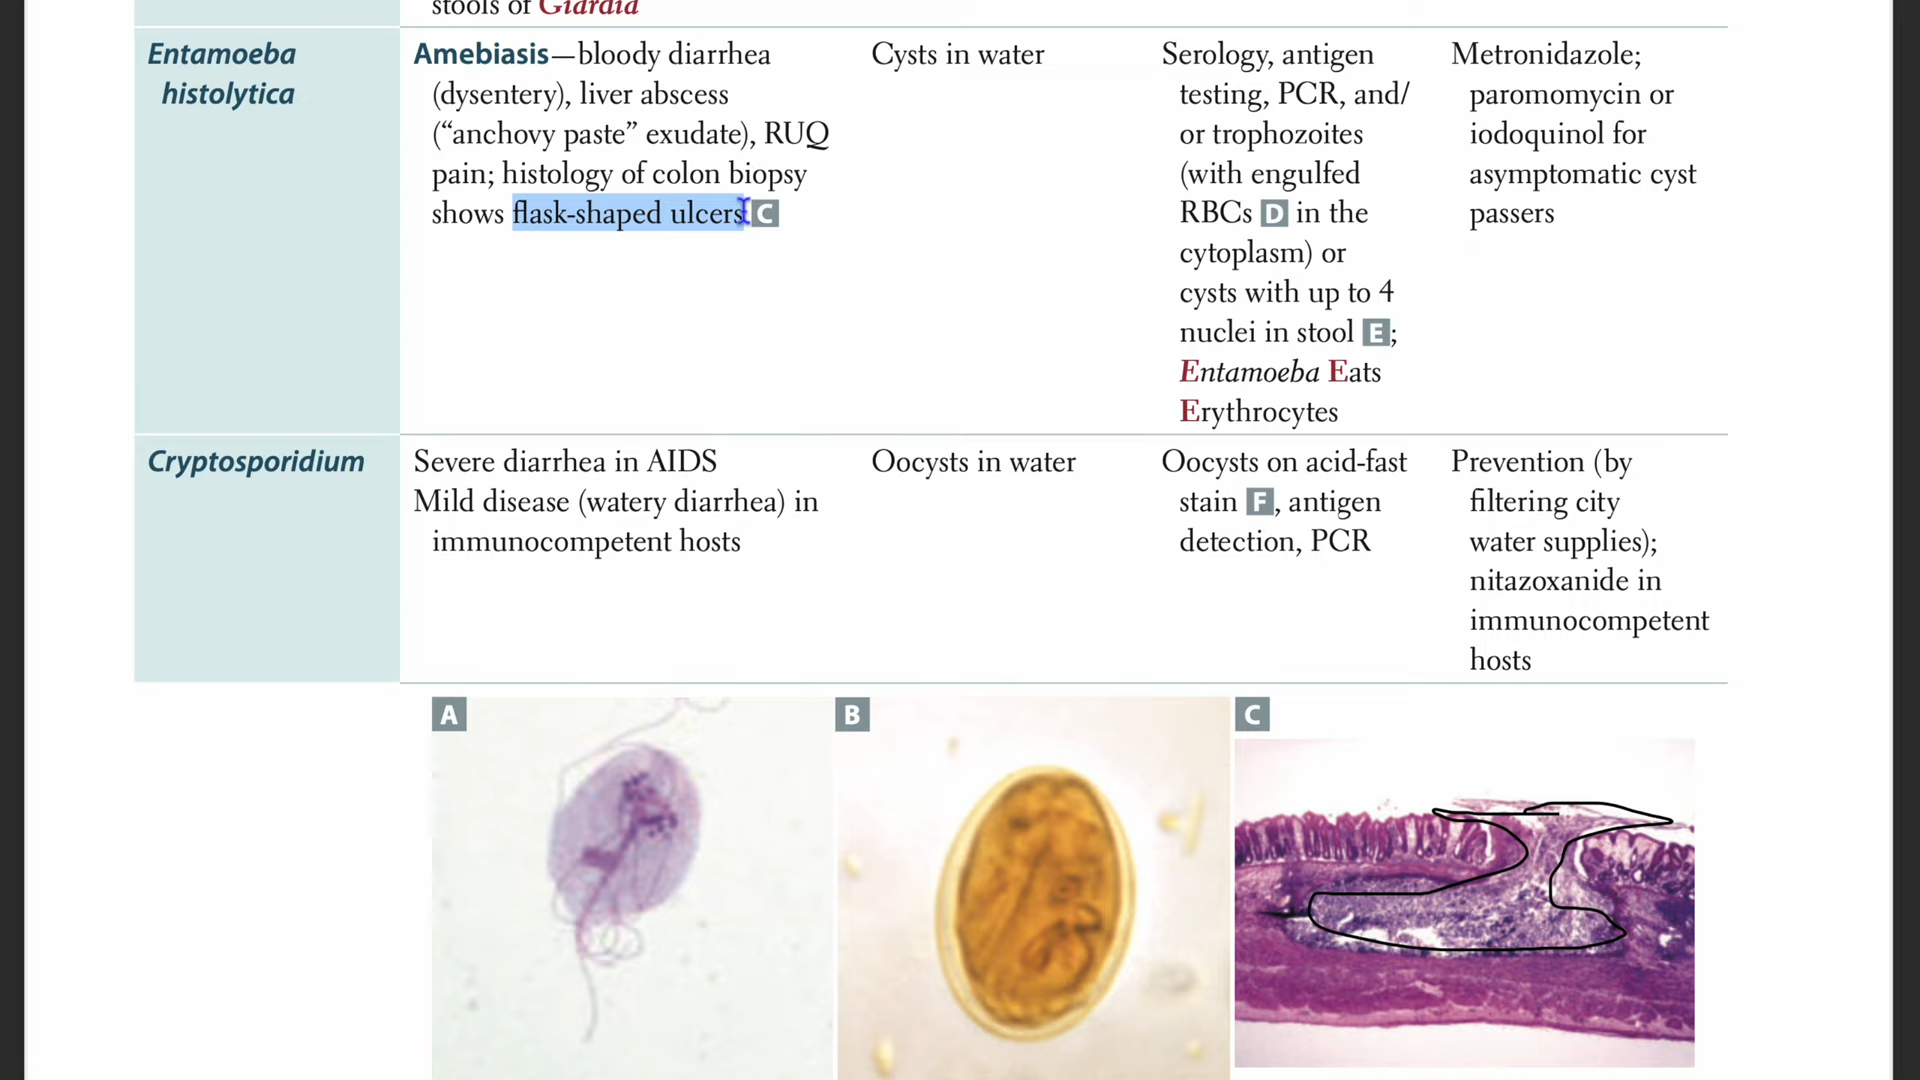 stools of Giardia
Entamoeba
histolytica
Amebiasis—bloody diarrhea
(dysentery), liver abscess
(“anchovy paste” exudate), RUQ
pain; histology of colon biopsy
shows flask-shaped ulcers C
Cysts in water
Serology, antigen
testing, PCR, and/
or trophozoites
(with engulfed
RBCs D in the
cytoplasm) or
cysts with up to 4
nuclei in stool E;
Entamoeba Eats
Erythrocytes
Metronidazole;
paromomycin or
iodoquinol for
asymptomatic cyst
passers
Cryptosporidium
Severe diarrhea in AIDS
Mild disease (watery diarrhea) in
immunocompetent hosts
Oocysts in water
Oocysts on acid-fast
stain F, antigen
detection, PCR
Prevention (by
filtering city
water supplies);
nitazoxanide in
immunocompetent
hosts
A
B
C